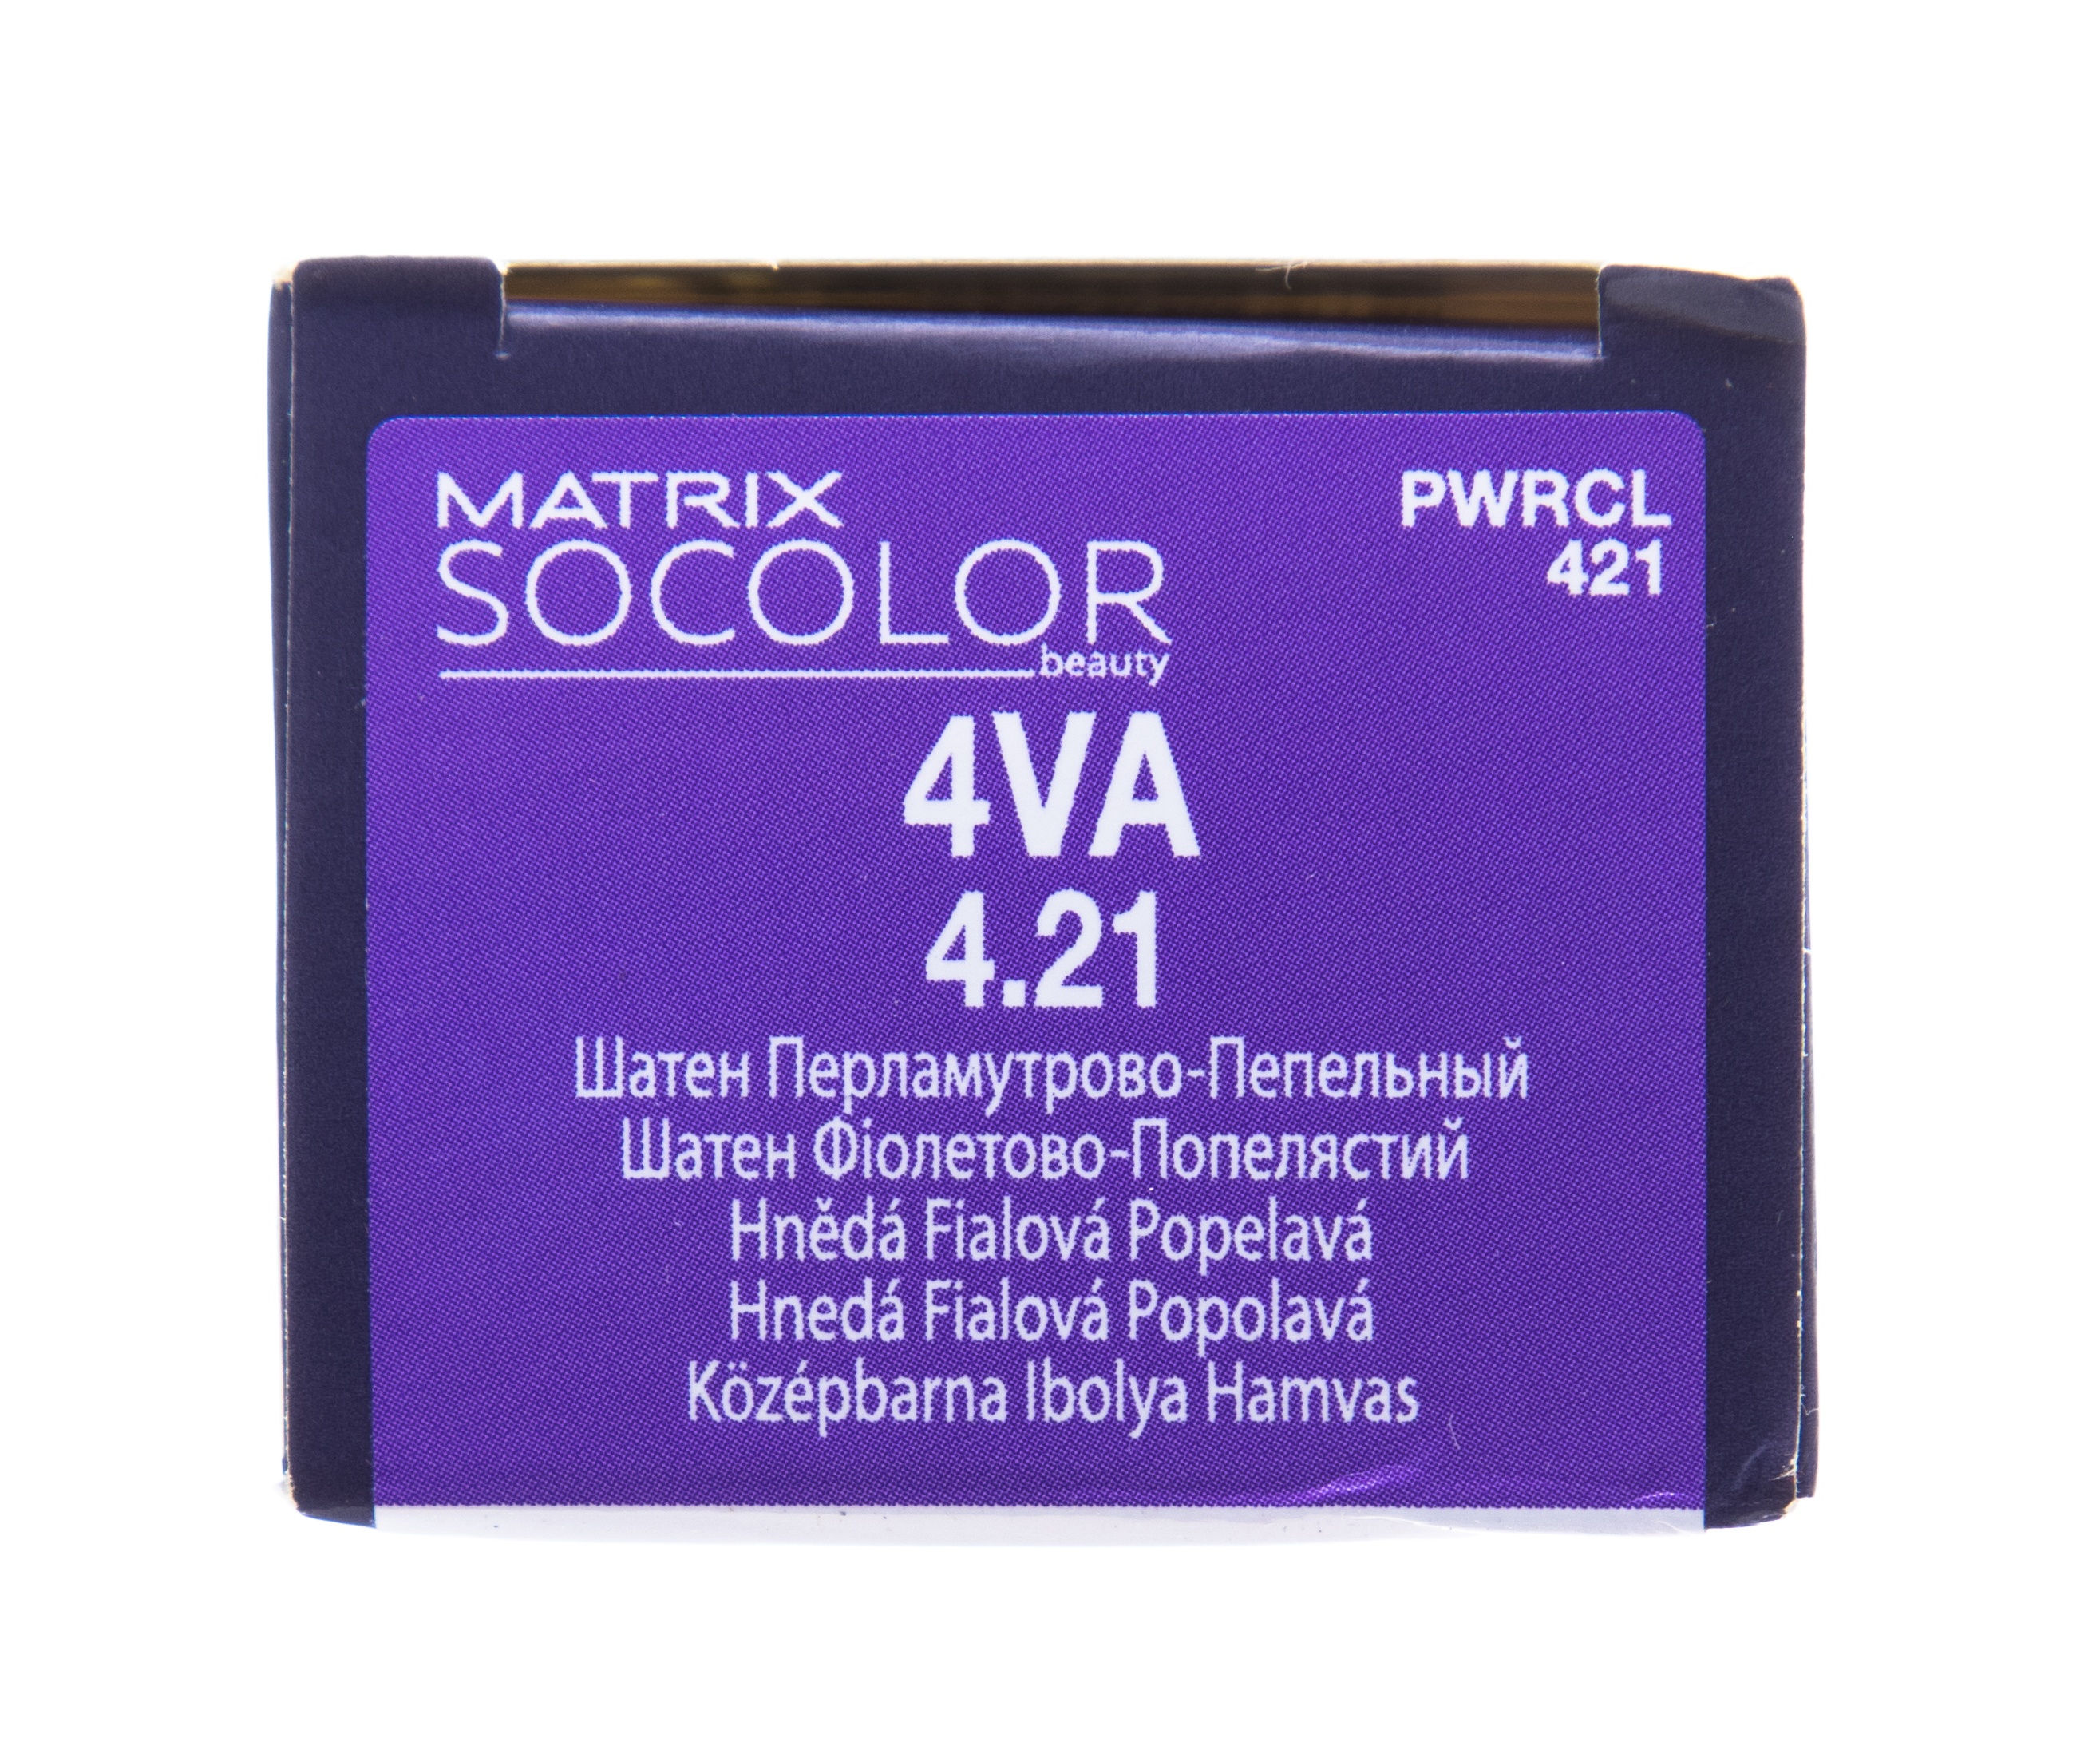 MATRIX
SOCOLOR
beauty
PWRCL
421
4VA
4.21
Шатен Перламутрово-Пепельный
Шатен Фіолетово-Попелястий
Hnědá Fialová Popelavá
Hnedá Fialová Popolavá
Középbarna Ibolya Hamvas